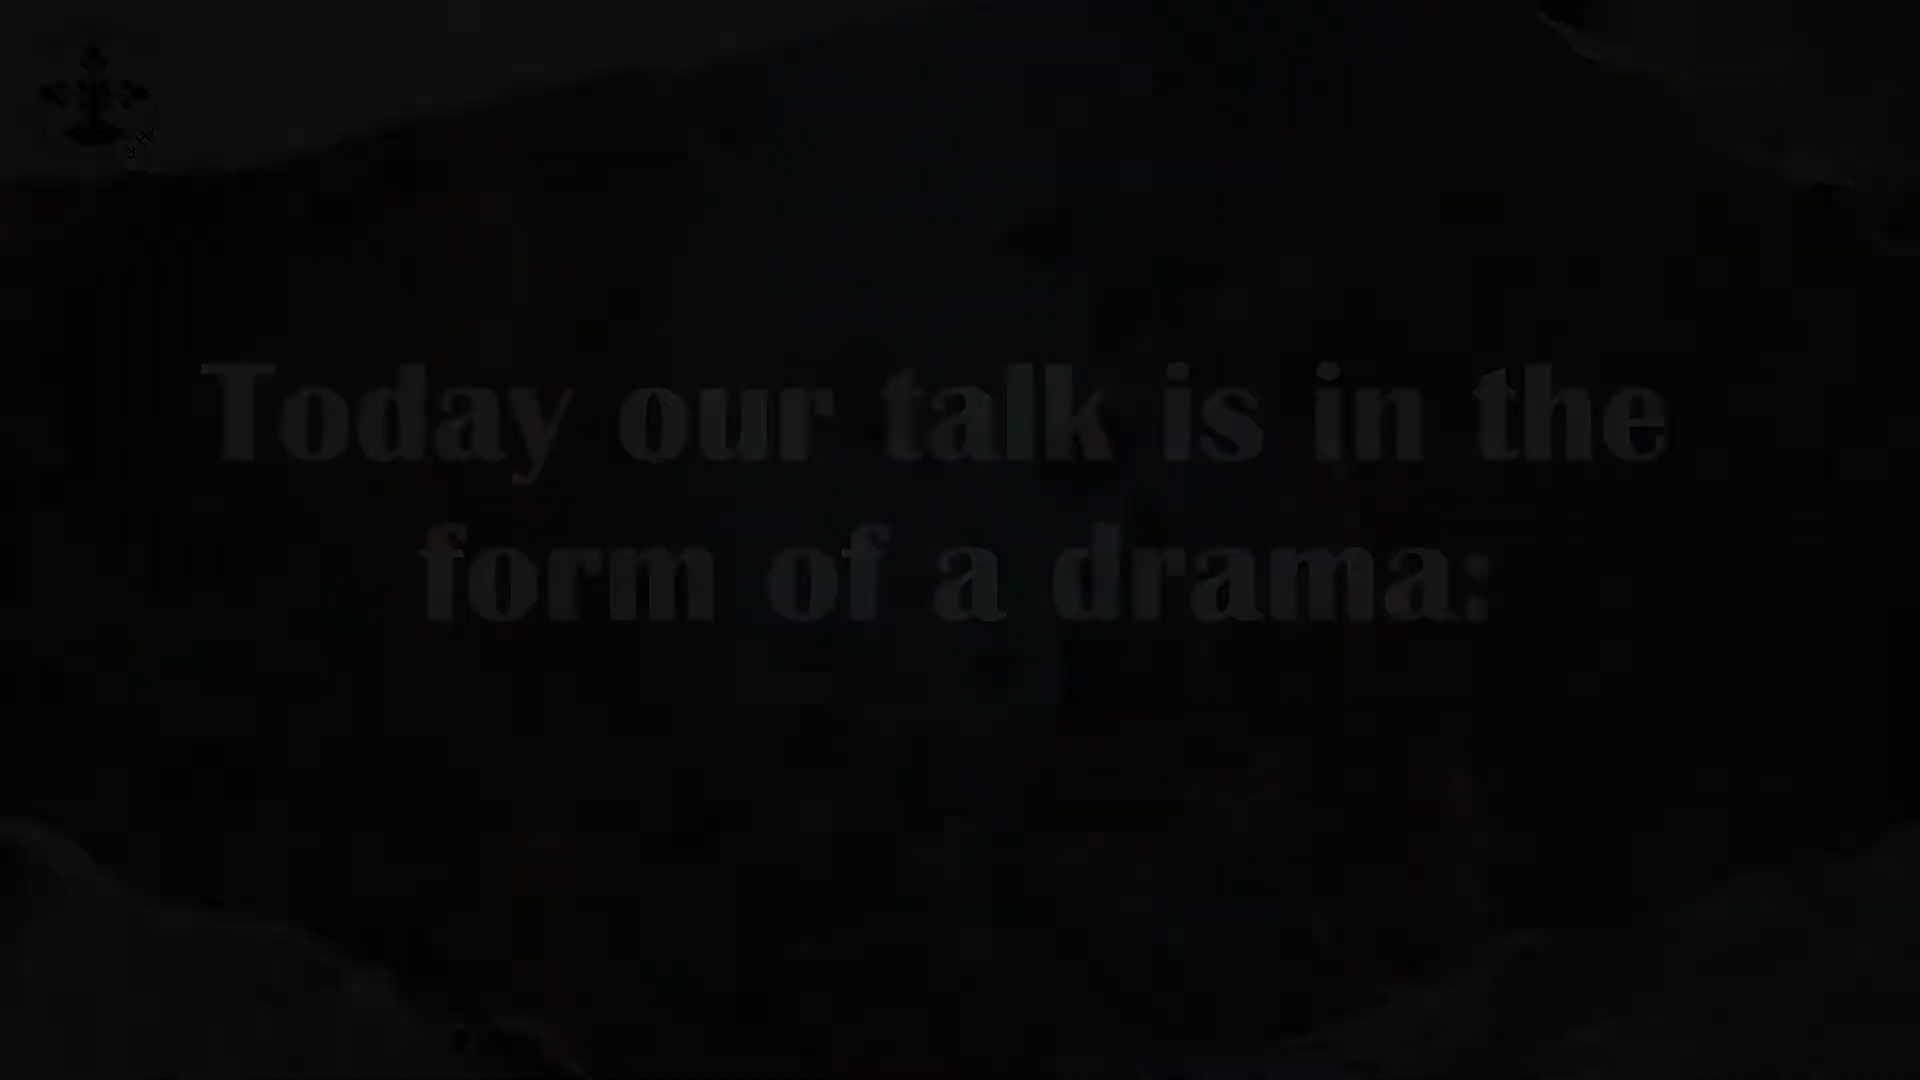 Today our talk is in the
form of a drama: